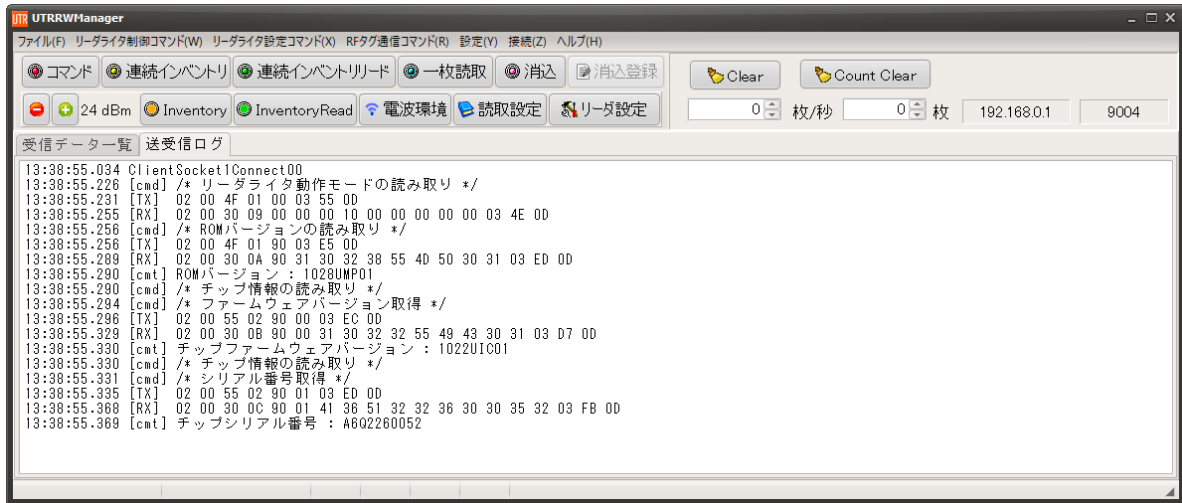 UTR UTRRWManager
ファイル(F) リーダライタ制御コマンド(W) リーダライタ設定コマンド(X) RFタグ通信コマンド(R) 設定(Y) 接続(Z) ヘルプ(H)
コマンド 連続インベントリ 連続インベントリリード 一枚読取 消込 消込登録 Clear Count Clear
24 dBm Inventory InventoryRead 電波環境 読取設定 リーダ設定 0 枚/秒 0 枚 192.168.0.1 9004
受信データ一覧 送受信ログ
13:38:55.034 ClientSocket1Connect00
13:38:55.226 [cmd] /* リーダライタ動作モードの読み取り */
13:38:55.231 [TX] 02 00 4F 01 00 03 55 0D
13:38:55.255 [RX] 02 00 30 09 00 00 00 10 00 00 00 00 00 03 4E 0D
13:38:55.256 [cmd] /* ROMバージョンの読み取り */
13:38:55.256 [TX] 02 00 4F 01 90 03 E5 0D
13:38:55.289 [RX] 02 00 30 0A 90 31 30 32 38 55 4D 50 30 31 03 ED 0D
13:38:55.290 [cmt] ROMバージョン : 1028UMP01
13:38:55.290 [cmd] /* チップ情報の読み取り */
13:38:55.294 [cmd] /* ファームウェアバージョン取得 */
13:38:55.296 [TX] 02 00 55 02 90 00 03 EC 0D
13:38:55.329 [RX] 02 00 30 0B 90 00 31 30 32 32 55 49 43 30 31 03 D7 0D
13:38:55.330 [cmt] チップファームウェアバージョン : 1022UIC01
13:38:55.330 [cmd] /* チップ情報の読み取り */
13:38:55.331 [cmd] /* シリアル番号取得 */
13:38:55.335 [TX] 02 00 55 02 90 01 03 ED 0D
13:38:55.368 [RX] 02 00 30 0C 90 01 41 36 51 32 32 36 30 30 35 32 03 FB 0D
13:38:55.369 [cmt] チップシリアル番号 : A6Q2260052